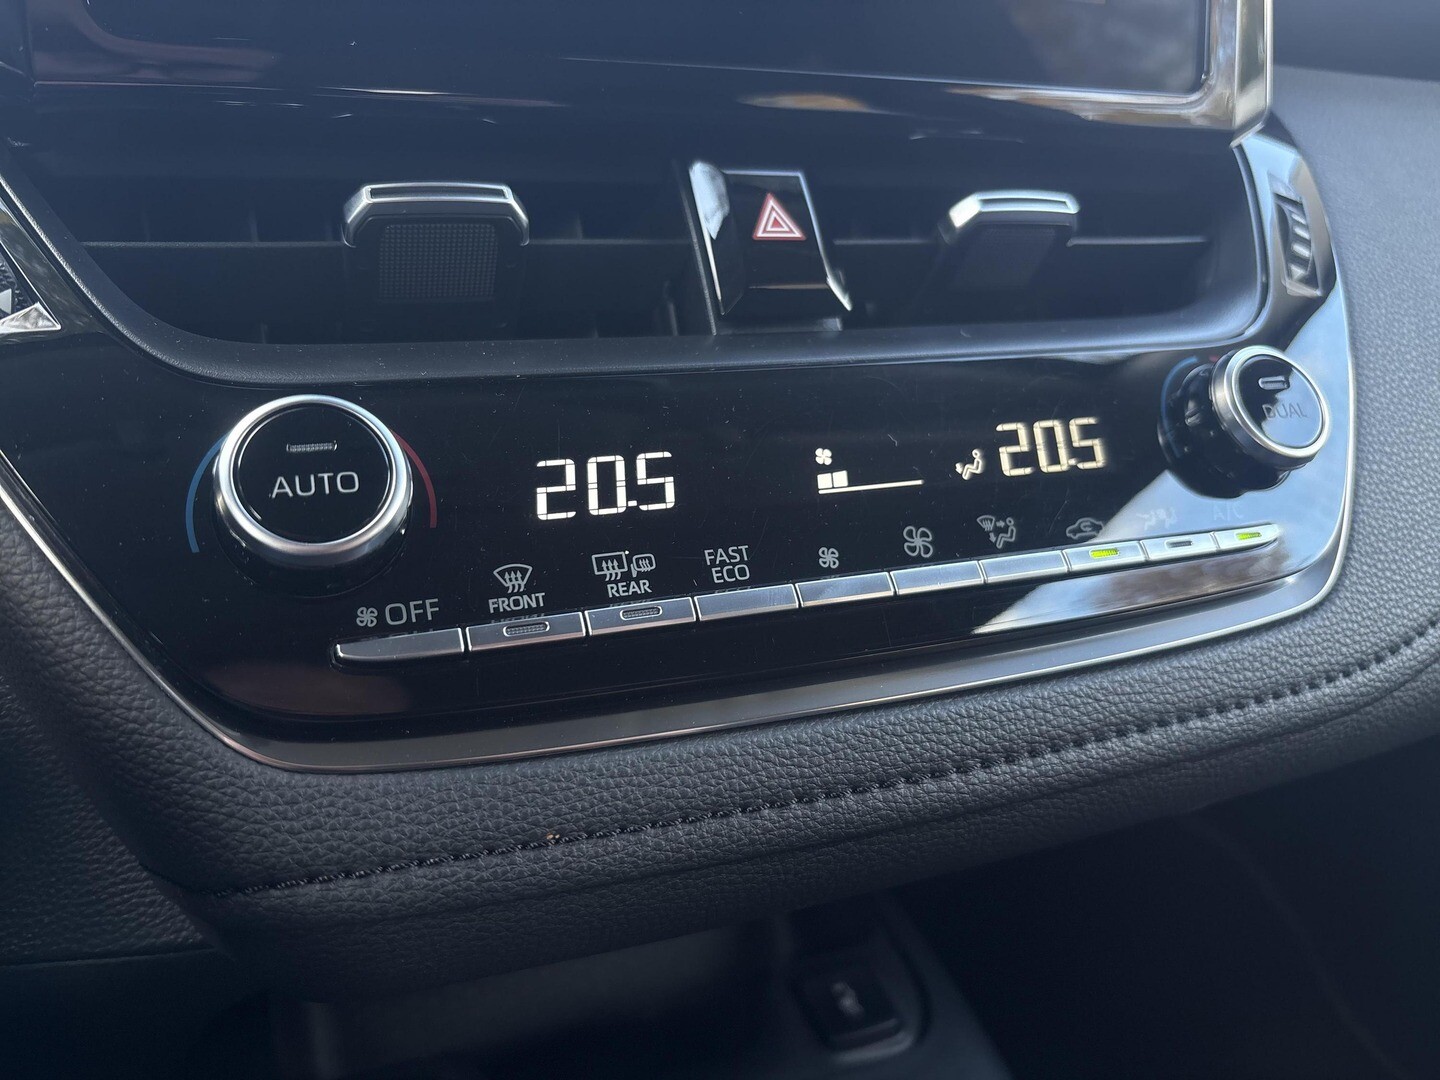 AUTO
20.5
20.5
DUAL
OFF
FRONT
REAR
FAST
ECO
A/C